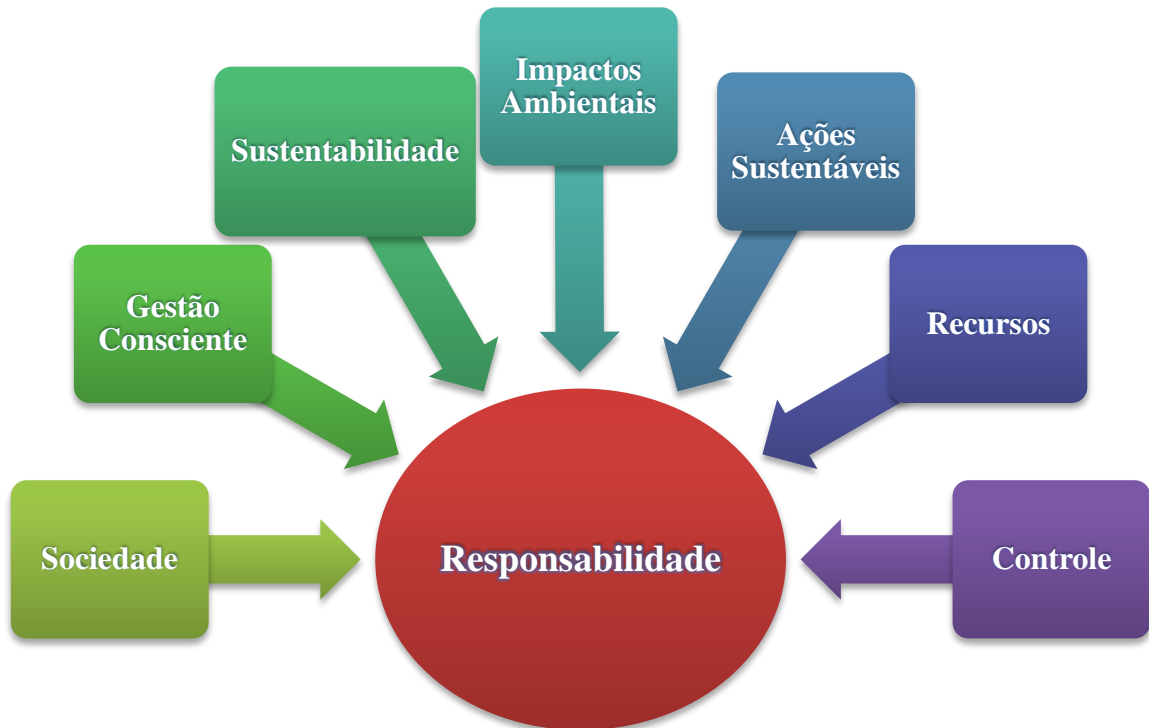 Impactos
Ambientais
Sustentabilidade
Ações
Sustentáveis
Gestão
Consciente
Recursos
Sociedade
Responsabilidade
Controle